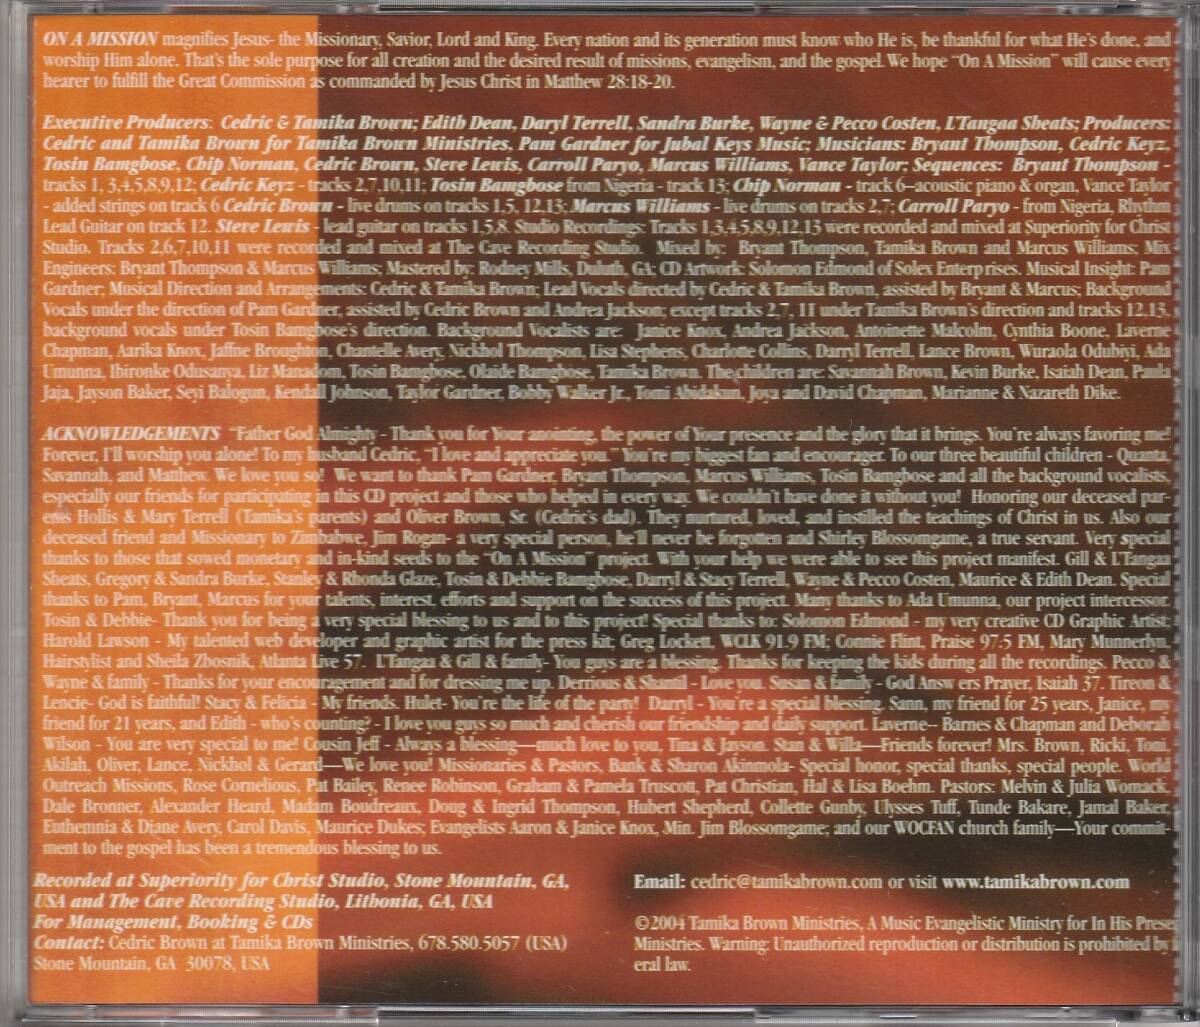 ON A MISSION magnifies Jesus- the Missionary, Savior, Lord and King. Every nation and its generation must know who He is, be thankful for what He's done, and
worship Him alone. That's the sole purpose for all creation and the desired result of missions, evangelism, and the gospel. We hope “On A Mission” will cause every
hearer to fulfill the Great Commission as commanded by Jesus Christ in Matthew 28:18-20.
Executive Producers: Cedric & Tamika Brown; Edith Dean, Daryl Terrell, Sandra Burke, Wayne & Pecco Costen, L'Tangaa Sheats; Producers:
Cedric and Tamika Brown for Tamika Brown Ministries, Pam Gardner for Jubal Keys Music; Musicians: Bryant Thompson, Cedric Keyz,
Tosin Bamgbose, Chip Norman, Cedric Brown, Steve Lewis, Carroll Paryo, Marcus Williams, Vance Taylor; Sequences: Bryant Thompson -
tracks 1, 3,4,5,8,9,12; Cedric Keyz - tracks 2,7,10,11; Tosin Bamgbose from Nigeria - track 13; Chip Norman - track 6–acoustic piano & organ, Vance Taylor
- added strings on track 6 Cedric Brown - live drums on tracks 1,5, 12,13; Marcus Williams - live drums on tracks 2,7; Carroll Paryo - from Nigeria, Rhythm
Lead Guitar on track 12. Steve Lewis - lead guitar on tracks 1,5,8. Studio Recordings: Tracks 1,3,4,5,8,9,12,13 were recorded and mixed at Superiority for Christ
Studio. Tracks 2,6,7,10,11 were recorded and mixed at The Cave Recording Studio. Mixed by: Bryant Thompson, Tamika Brown and Marcus Williams; Mix
Engineers: Bryant Thompson & Marcus Williams; Mastered by: Rodney Mills, Duluth, GA; CD Artwork: Solomon Edmond of Solex Enterprises. Musical Insight: Pam
Gardner; Musical Direction and Arrangements: Cedric & Tamika Brown; Lead Vocals directed by Cedric & Tamika Brown, assisted by Bryant & Marcus; Background
Vocals under the direction of Pam Gardner, assisted by Cedric Brown and Andrea Jackson; except tracks 2,7, 11 under Tamika Brown's direction and tracks 12,13,
background vocals under Tosin Bamgbose's direction. Background Vocalists are: Janice Knox, Andrea Jackson, Antoinette Malcolm, Cynthia Boone, Laverne
Chapman, Aarika Knox, Jaffne Broughton, Chantelle Avery, Nickhol Thompson, Lisa Stephens, Charlotte Collins, Darryl Terrell, Lance Brown, Wuraola Odubiyi, Ada
Umunna, Ibironke Odusanya, Liz Manadom, Tosin Bamgbose, Olaide Bamgbose, Tamika Brown. The children are: Savannah Brown, Kevin Burke, Isaiah Dean, Paula
Jaja, Jayson Baker, Seyi Balogun, Kendall Johnson, Taylor Gardner, Bobby Walker Jr., Tomi Abidakun, Joya and David Chapman, Marianne & Nazareth Dike.
ACKNOWLEDGEMENTS “Father God Almighty - Thank you for Your anointing, the power of Your presence and the glory that it brings. You're always favoring me!
Forever, I'll worship you alone! To my husband Cedric, “I love and appreciate you.” You're my biggest fan and encourager. To our three beautiful children - Quanta,
Savannah, and Matthew. We love you so! We want to thank Pam Gardner, Bryant Thompson, Marcus Williams, Tosin Bamgbose and all the background vocalists,
especially our friends for participating in this CD project and those who helped in every way. We couldn't have done it without you! Honoring our deceased par-
ents Hollis & Mary Terrell (Tamika's parents) and Oliver Brown, Sr. (Cedric's dad). They nurtured, loved, and instilled the teachings of Christ in us. Also our
deceased friend and Missionary to Zimbabwe, Jim Rogan- a very special person, he'll never be forgotten and Shirley Blossomgame, a true servant. Very special
thanks to those that sowed monetary and in-kind seeds to the “On A Mission” project. With your help we were able to see this project manifest. Gill & L'Tangaa
Sheats, Gregory & Sandra Burke, Stanley & Rhonda Glaze, Tosin & Debbie Bamgbose, Darryl & Stacy Terrell, Wayne & Pecco Costen, Maurice & Edith Dean. Special
thanks to Pam, Bryant, Marcus for your talents, interest, efforts and support on the success of this project. Many thanks to Ada Umunna, our project intercessor.
Tosin & Debbie- Thank you for being a very special blessing to us and to this project! Special thanks to: Solomon Edmond - my very creative CD Graphic Artist;
Harold Lawson - My talented web developer and graphic artist for the press kit; Greg Lockett, WCLK 91.9 FM; Connie Flint, Praise 97.5 FM, Mary Munnerlyn,
Hairstylist and Sheila Zbosnik, Atlanta Live 57. L'Tangaa & Gill & family- You guys are a blessing. Thanks for keeping the kids during all the recordings. Pecco &
Wayne & family - Thanks for your encouragement and for dressing me up. Derrious & Shantil - Love you. Susan & family - God Answ ers Prayer, Isaiah 37. Tireon &
Lencie- God is faithful! Stacy & Felicia - My friends. Hulet- You're the life of the party! Darryl - You're a special blessing. Sann, my friend for 25 years, Janice, my
friend for 21 years, and Edith - who's counting? - I love you guys so much and cherish our friendship and daily support. Laverne-- Barnes & Chapman and Deborah
Wilson - You are very special to me! Cousin Jeff - Always a blessing—much love to you, Tina & Jayson. Stan & Willa—Friends forever! Mrs. Brown, Ricki, Toni,
Akilah, Oliver, Lance, Nickhol & Gerard—We love you! Missionaries & Pastors, Bank & Sharon Akinmola- Special honor, special thanks, special people. World
Outreach Missions, Rose Cornelious, Pat Bailey, Renee Robinson, Graham & Pamela Truscott, Pat Christian, Hal & Lisa Boehm. Pastors: Melvin & Julia Womack,
Dale Bronner, Alexander Heard, Madam Boudreaux, Doug & Ingrid Thompson, Hubert Shepherd, Collette Gunby, Ulysses Tuff, Tunde Bakare, Jamal Baker,
Euthemnia & Diane Avery, Carol Davis, Maurice Dukes; Evangelists Aaron & Janice Knox, Min. Jim Blossomgame; and our WOCFAN church family—Your commit-
ment to the gospel has been a tremendous blessing to us.
Recorded at Superiority for Christ Studio, Stone Mountain, GA,
USA and The Cave Recording Studio, Lithonia, GA, USA
For Management, Booking & CDs
Contact: Cedric Brown at Tamika Brown Ministries, 678.580.5057 (USA)
Stone Mountain, GA 30078, USA
Email: cedric@tamikabrown.com or visit www.tamikabrown.com
©2004 Tamika Brown Ministries, A Music Evangelistic Ministry for In His Prese
Ministries. Warning: Unauthorized reproduction or distribution is prohibited by
eral law.